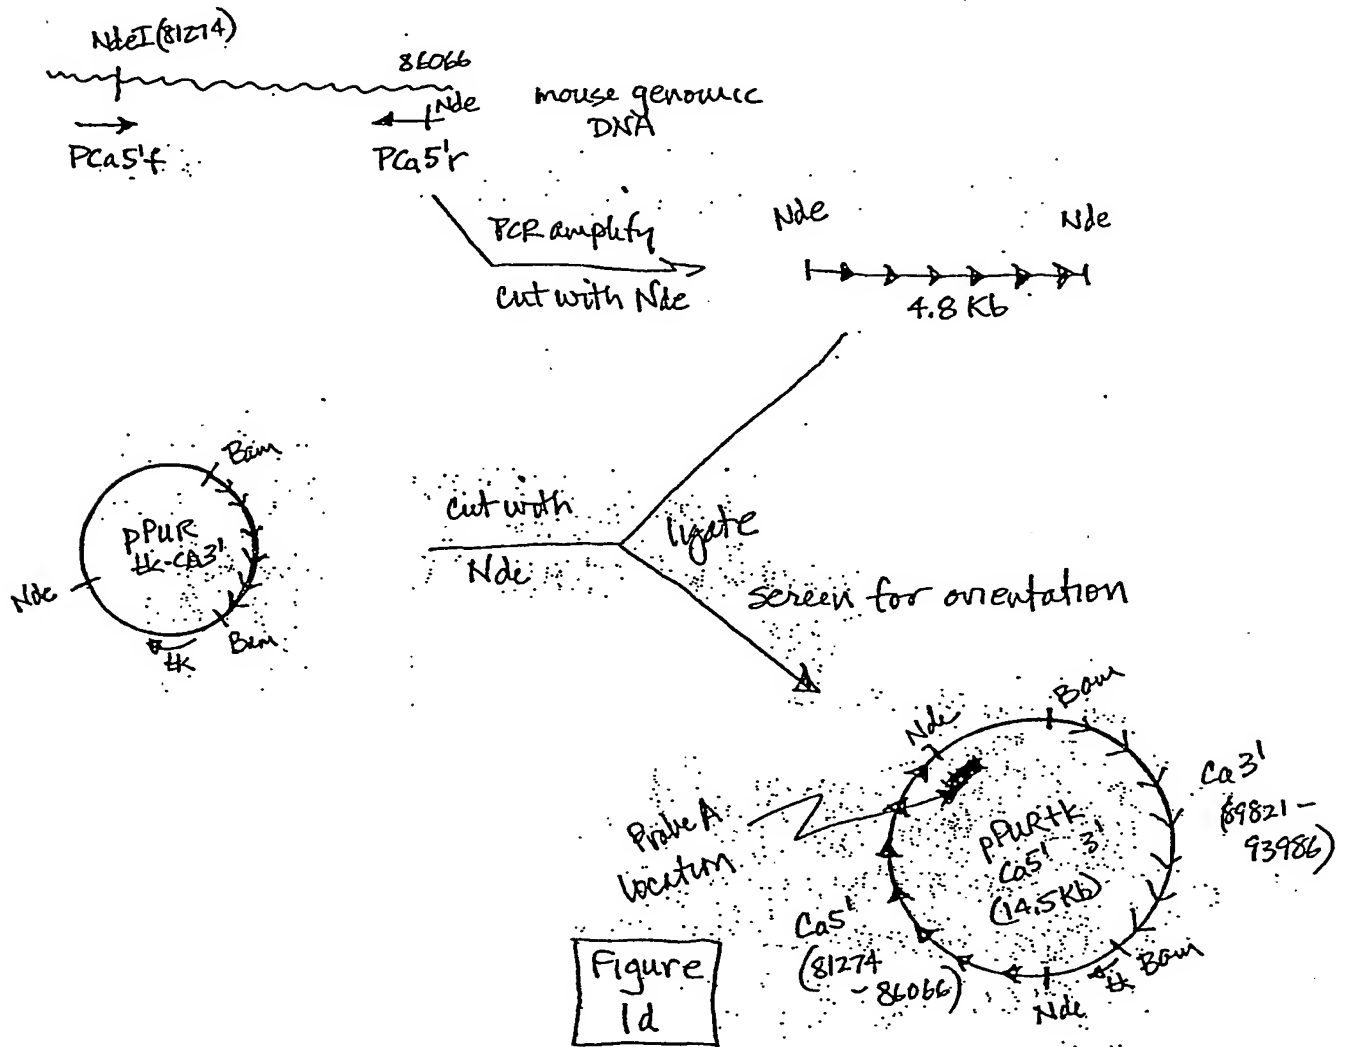 NdeI (81274)
86066
Nde
mouse genomic
DNA
PCa5'f
PCa5'r
PCR amplify
cut with Nde
Nde
Nde
4.8 Kb
Bam
pPUR
tk-CA3'
Nde
Bam
tk
cut with
Nde
ligate
screen for orientation
Nde
Bam
Ca3'
(89821 -
93986)
Probe A
location
pPURtk
Ca5' 3'
(14.5Kb)
Ca5'
(81274
- 86066)
Bam
tk
Nde
Figure
1d